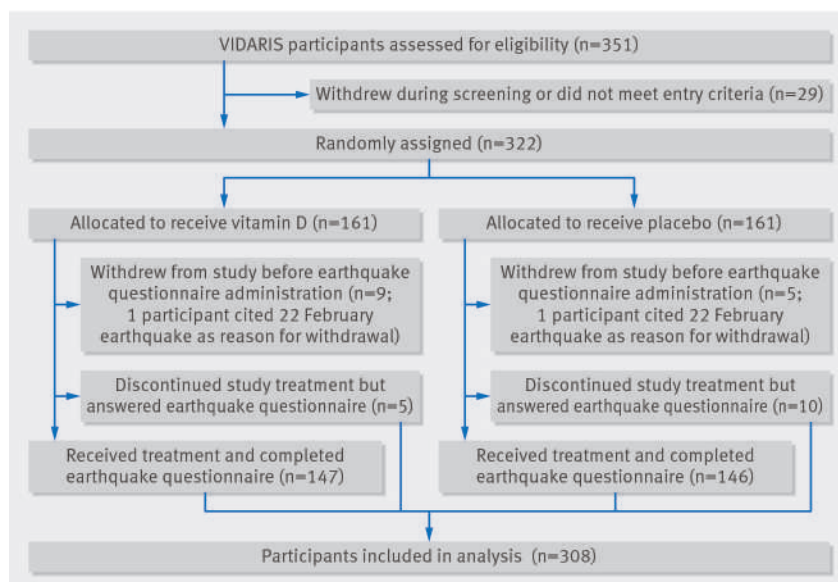 VIDARIS participants assessed for eligibility (n=351)
Withdrew during screening or did not meet entry criteria (n=29)
Randomly assigned (n=322)
Allocated to receive vitamin D (n=161)
Withdrew from study before earthquake
questionnaire administration (n=9;
1 participant cited 22 February
earthquake as reason for withdrawal)
Discontinued study treatment but
answered earthquake questionnaire (n=5)
Received treatment and completed
earthquake questionnaire (n=147)
Allocated to receive placebo (n=161)
Withdrew from study before earthquake
questionnaire administration (n=5;
1 participant cited 22 February
earthquake as reason for withdrawal)
Discontinued study treatment but
answered earthquake questionnaire (n=10)
Received treatment and completed
earthquake questionnaire (n=146)
Participants included in analysis (n=308)